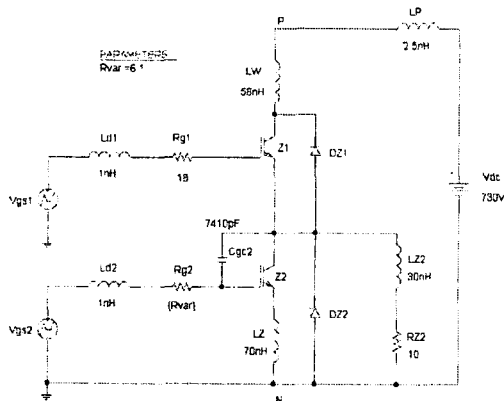 P
LP
2.5nH
PARAMETERS
Rvar =6.1
LW
58nH
Ld1
Rg1
Z1
DZ1
1nH
18
Vgs1
Vdc
730V
7410pF
Cgc2
Ld2
Rg2
Z2
LZ2
30nH
1nH
{Rvar}
DZ2
Vgs2
LZ
70nH
RZ2
10
N